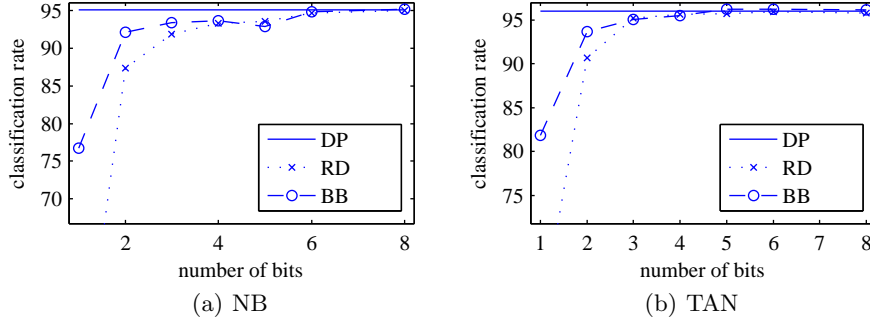 95
90
85
80
75
70
classification rate
DP
RD
BB
2
4
6
8
number of bits
(a) NB
95
90
85
80
75
classification rate
DP
RD
BB
1
2
3
4
5
6
7
8
number of bits
(b) TAN